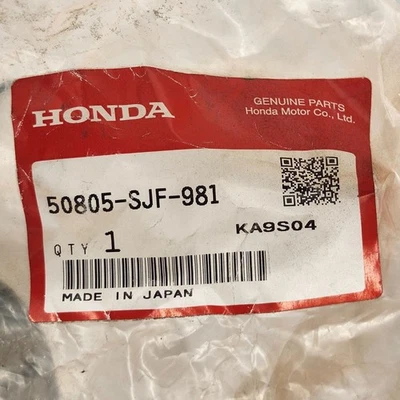 HONDA
GENUINE PARTS
Honda Motor Co., Ltd.
50805-SJF-981
KA9S04
QTY 1
MADE IN JAPAN